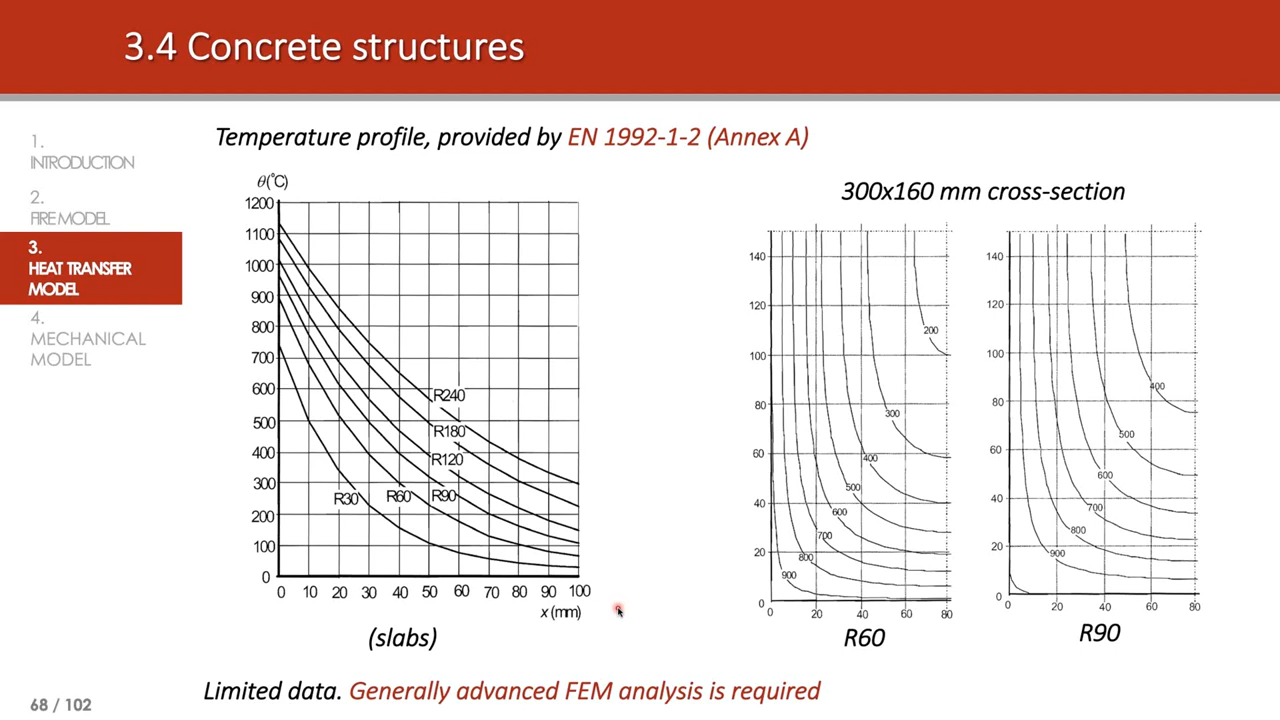 3.4 Concrete structures
1.
INTRODUCTION
2.
FIRE MODEL
3.
HEAT TRANSFER
MODEL
4.
MECHANICAL
MODEL
Temperature profile, provided by EN 1992-1-2 (Annex A)
θ(°C)
1200
1100
1000
900
800
700
600
500
400
300
200
100
0
R240
R180
R120
R30 R60 R90
0 10 20 30 40 50 60 70 80 90 100
x (mm)
(slabs)
300x160 mm cross-section
140
120
100
80
60
40
20
0
200
300
400
500
600
700
800
900
0 20 40 60 80
R60
140
120
100
80
60
40
20
0
400
500
600
700
800
900
0 20 40 60 80
R90
Limited data. Generally advanced FEM analysis is required
68 / 102